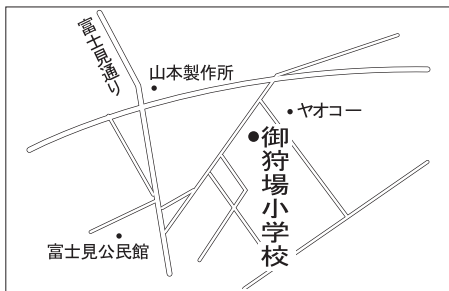 富士見通り
山本製作所
ヤオコー
御狩場小学校
富士見公民館